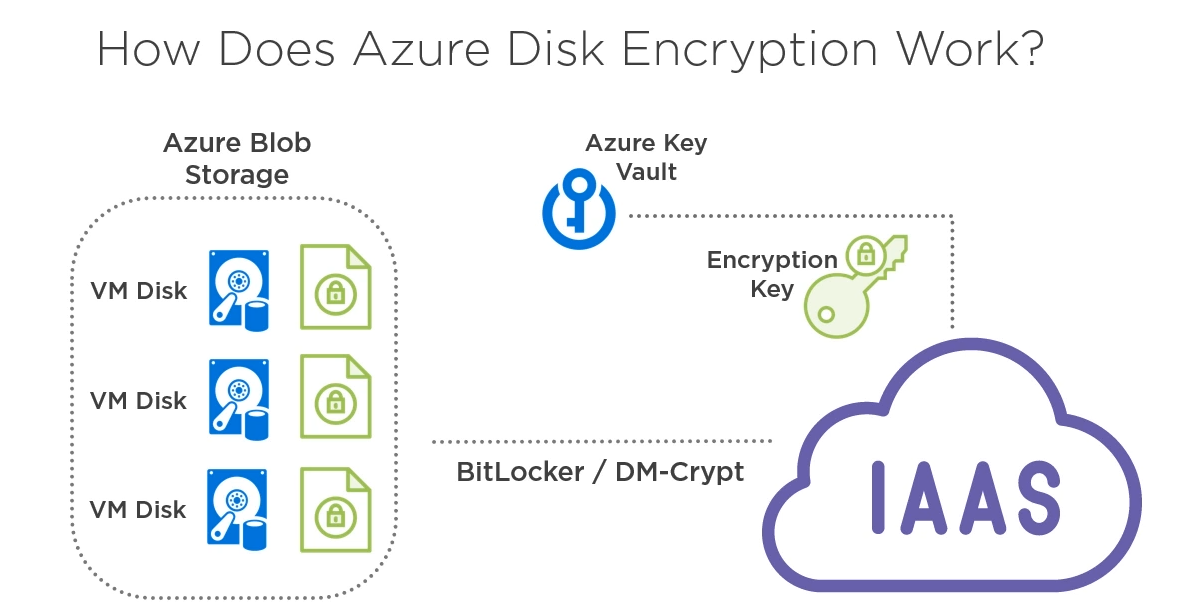 How Does Azure Disk Encryption Work?
Azure Blob
Storage
VM Disk
VM Disk
VM Disk
Azure Key
Vault
Encryption
Key
BitLocker / DM-Crypt
IAAS